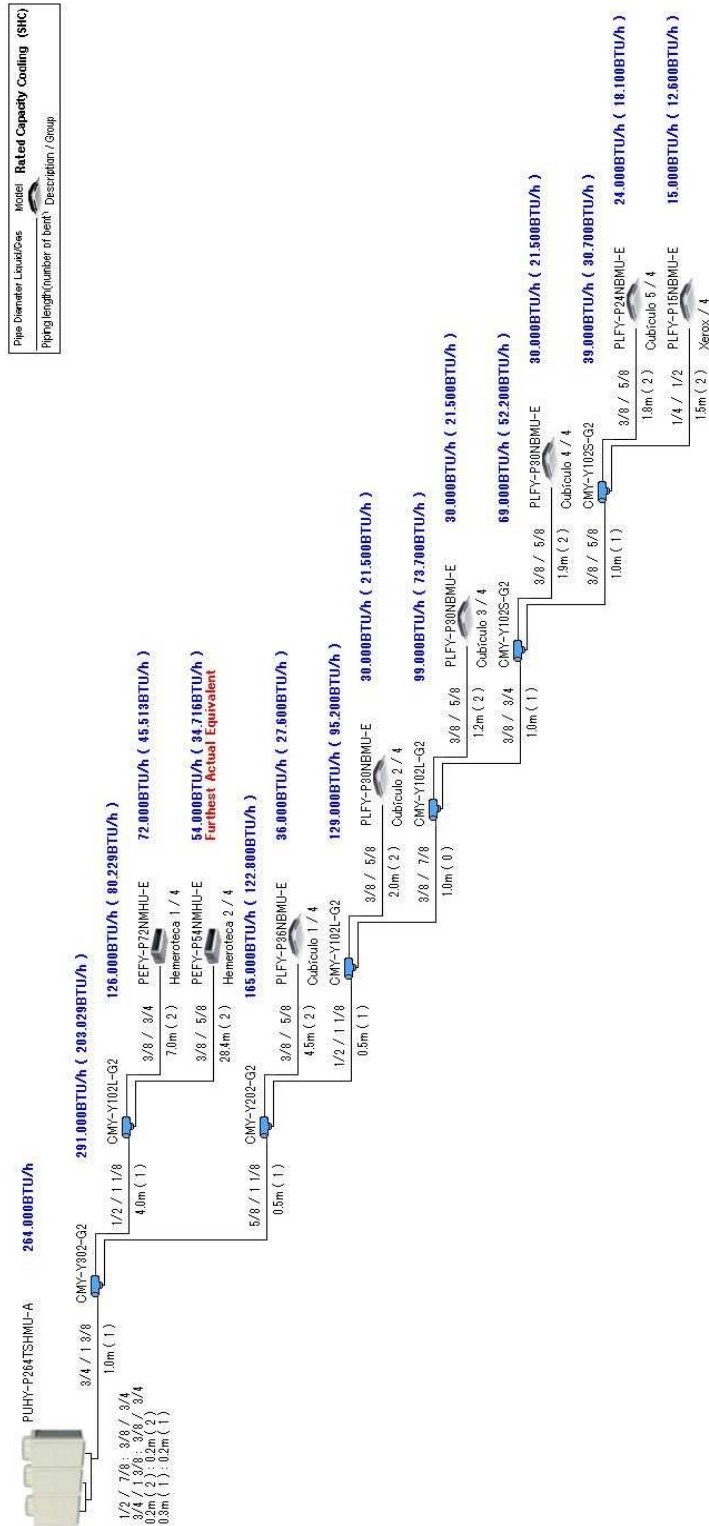 Pipe Diameter Liquid/Gas Model Rated Capacity Cooling (SHC)
Piping length(number of bent) Description / Group
PUHY-P264TSHMU-A 264.000BTU/h
1/2 / 7/8 : 3/8 / 3/4
3/4 / 1 3/8 : 3/8 / 3/4
0.2m ( 2 ) : 0.2m ( 2 )
0.3m ( 1 ) : 0.2m ( 1 )
3/4 / 1 3/8
1.0m ( 1 )
CMY-Y302-G2 291.000BTU/h ( 203.029BTU/h )
1/2 / 1 1/8
4.0m ( 1 )
CMY-Y102L-G2 126.000BTU/h ( 80.229BTU/h )
3/8 / 3/4 PEFY-P72NMHU-E 72.000BTU/h ( 45.513BTU/h )
7.0m ( 2 ) Hemeroteca 1 / 4
3/8 / 5/8 PEFY-P54NMHU-E 54.000BTU/h ( 34.716BTU/h )
Furthest Actual Equivalent
28.4m ( 2 ) Hemeroteca 2 / 4
5/8 / 1 1/8
0.5m ( 1 )
CMY-Y202-G2 165.000BTU/h ( 122.800BTU/h )
3/8 / 5/8 PLFY-P36NBMU-E 36.000BTU/h ( 27.600BTU/h )
4.5m ( 2 ) Cubículo 1 / 4
1/2 / 1 1/8
0.5m ( 1 )
CMY-Y102L-G2 129.000BTU/h ( 95.200BTU/h )
3/8 / 5/8 PLFY-P30NBMU-E 30.000BTU/h ( 21.500BTU/h )
2.0m ( 2 ) Cubículo 2 / 4
3/8 / 7/8
1.0m ( 0 )
CMY-Y102L-G2 99.000BTU/h ( 73.700BTU/h )
3/8 / 5/8 PLFY-P30NBMU-E 30.000BTU/h ( 21.500BTU/h )
1.2m ( 2 ) Cubículo 3 / 4
3/8 / 3/4
1.0m ( 1 )
CMY-Y102S-G2 69.000BTU/h ( 52.200BTU/h )
3/8 / 5/8 PLFY-P30NBMU-E 30.000BTU/h ( 21.500BTU/h )
1.9m ( 2 ) Cubículo 4 / 4
3/8 / 5/8
1.0m ( 1 )
CMY-Y102S-G2 39.000BTU/h ( 30.700BTU/h )
3/8 / 5/8 PLFY-P24NBMU-E 24.000BTU/h ( 18.100BTU/h )
1.8m ( 2 ) Cubículo 5 / 4
1/4 / 1/2 PLFY-P15NBMU-E 15.000BTU/h ( 12.600BTU/h )
1.5m ( 2 ) Xerox / 4